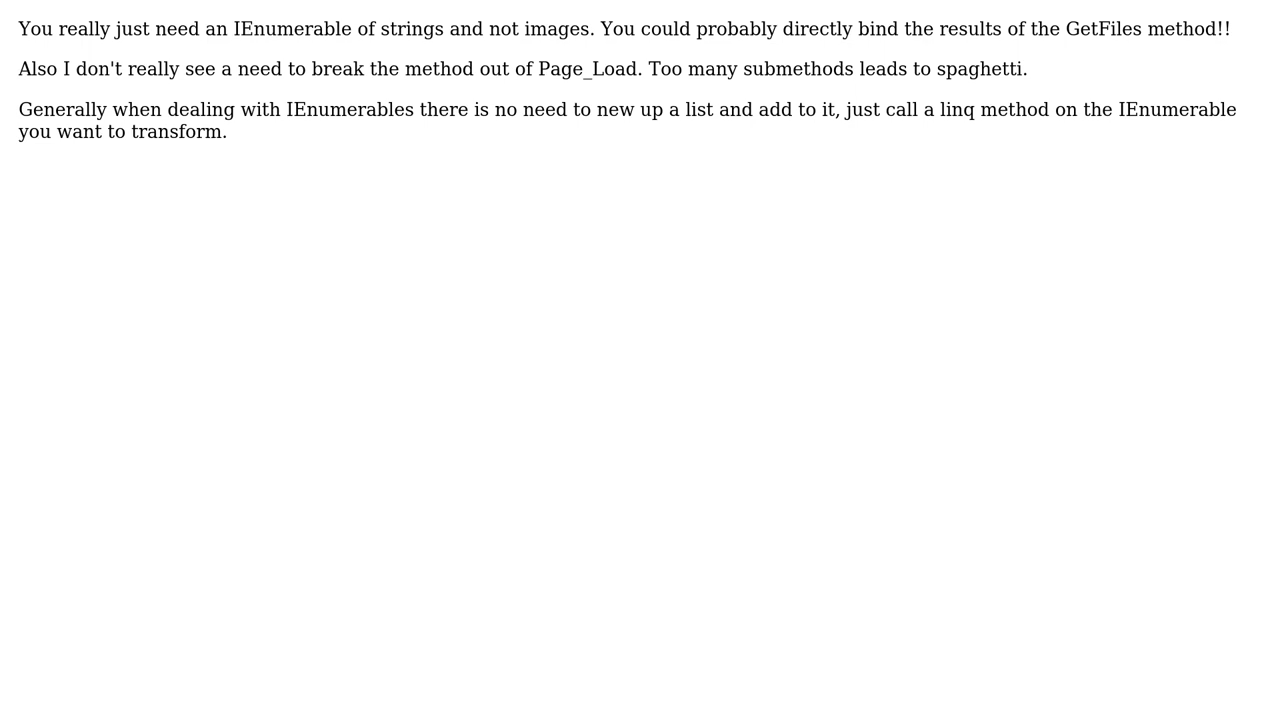 You really just need an IEnumerable of strings and not images. You could probably directly bind the results of the GetFiles method!!
Also I don't really see a need to break the method out of Page_Load. Too many submethods leads to spaghetti.
Generally when dealing with IEnumerables there is no need to new up a list and add to it, just call a linq method on the IEnumerable
you want to transform.